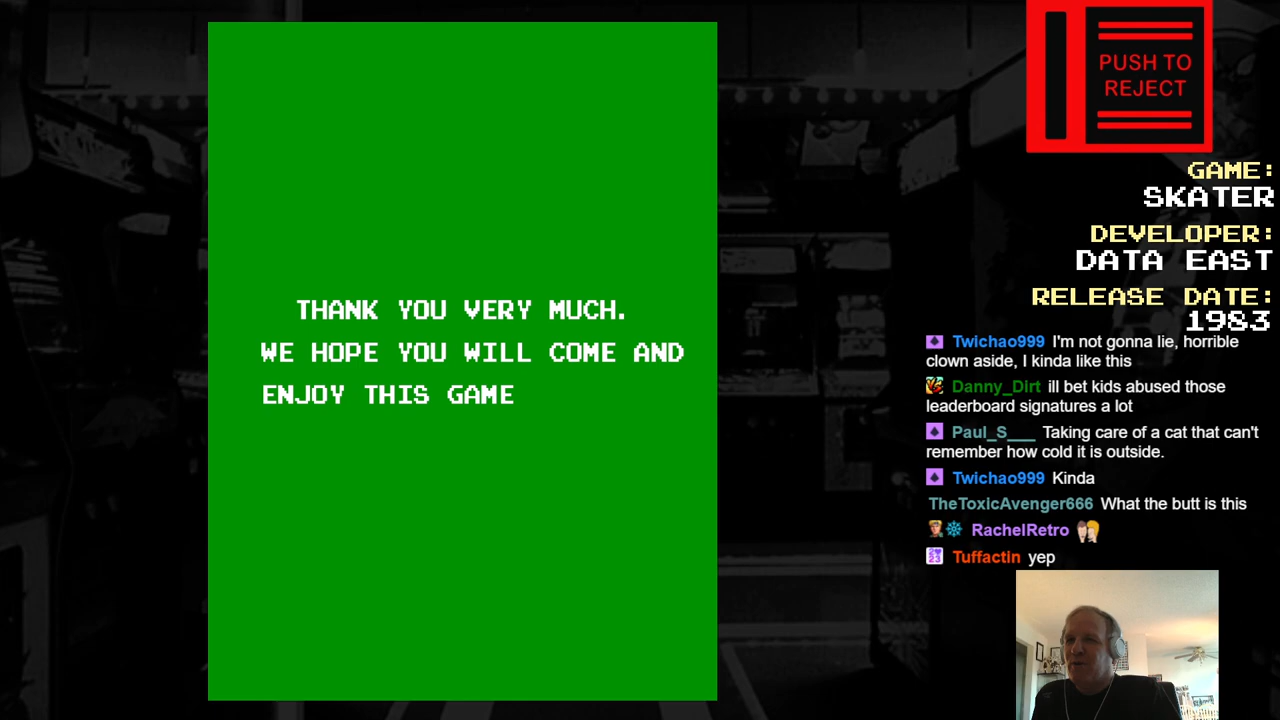 THANK YOU VERY MUCH.
WE HOPE YOU WILL COME AND
ENJOY THIS GAME
PUSH TO
REJECT
GAME:
SKATER
DEVELOPER:
DATA EAST
RELEASE DATE:
1983
Twichao999 I'm not gonna lie, horrible
clown aside, I kinda like this
Danny_Dirt ill bet kids abused those
leaderboard signatures a lot
Paul_S___ Taking care of a cat that can't
remember how cold it is outside.
Twichao999 Kinda
TheToxicAvenger666 What the butt is this
RachelRetro
Tuffactin yep